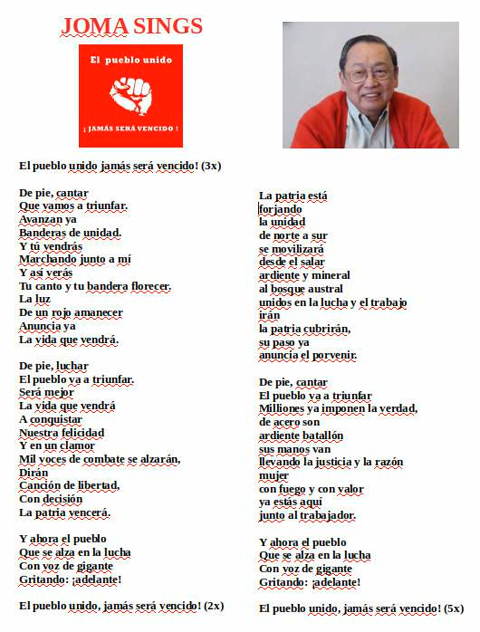 JOMA SINGS
El pueblo unido
¡ JAMÁS SERÁ VENCIDO !
El pueblo unido jamás será vencido! (3x)
De pie, cantar
Que vamos a triunfar.
Avanzan ya
Banderas de unidad.
Y tú vendrás
Marchando junto a mí
Y así verás
Tu canto y tu bandera florecer.
La luz
De un rojo amanecer
Anuncia ya
La vida que vendrá.
De pie, luchar
El pueblo va a triunfar.
Será mejor
La vida que vendrá
A conquistar
Nuestra felicidad
Y en un clamor
Mil voces de combate se alzarán,
Dirán
Canción de libertad,
Con decisión
La patria vencerá.
Y ahora el pueblo
Que se alza en la lucha
Con voz de gigante
Gritando: ¡adelante!
El pueblo unido, jamás será vencido! (2x)
La patria está
forjando
la unidad
de norte a sur
se movilizará
desde el salar
ardiente y mineral
al bosque austral
unidos en la lucha y el trabajo
irán
la patria cubrirán,
su paso ya
anuncia el porvenir.
De pie, cantar
El pueblo va a triunfar
Milliones ya imponen la verdad,
de acero son
ardiente batallón
sus manos van
llevando la justicia y la razón
mujer
con fuego y con valor
ya estás aquí
junto al trabajador.
Y ahora el pueblo
Que se alza en la lucha
Con voz de gigante
Gritando: ¡adelante!
El pueblo unido, jamás será vencido! (5x)